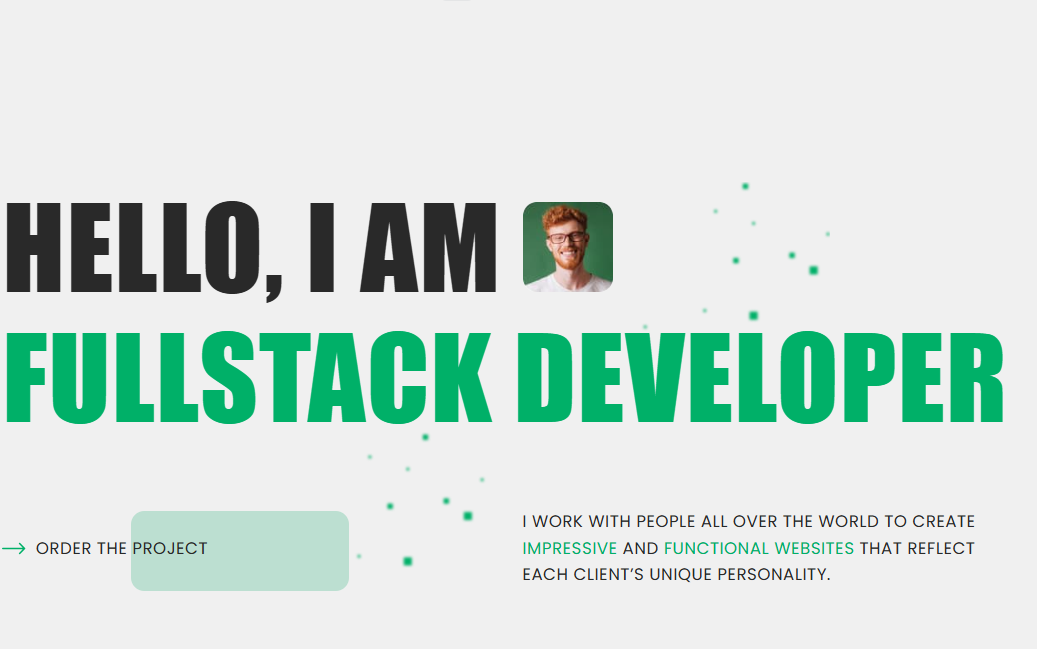 HELLO, I AM
FULLSTACK DEVELOPER
ORDER THE PROJECT
I WORK WITH PEOPLE ALL OVER THE WORLD TO CREATE
IMPRESSIVE AND FUNCTIONAL WEBSITES THAT REFLECT
EACH CLIENT’S UNIQUE PERSONALITY.